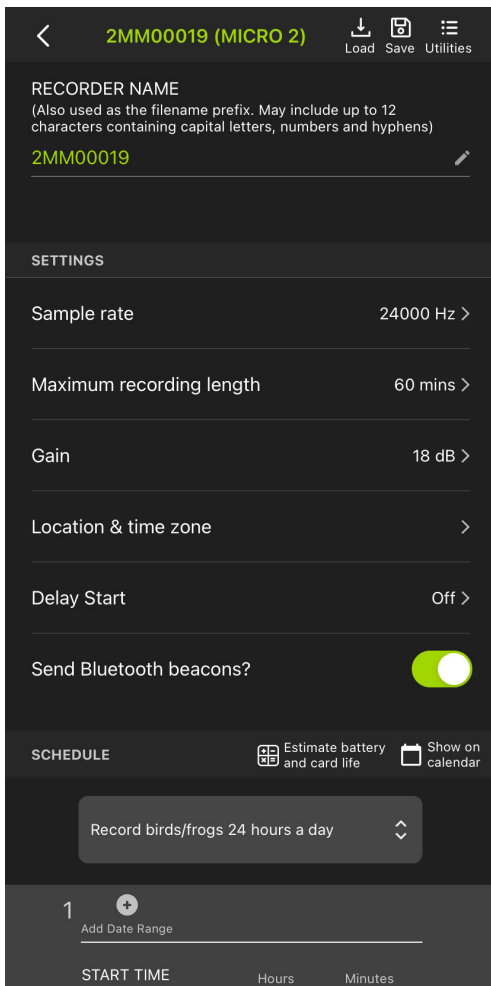 2MM00019 (MICRO 2)
Load Save Utilities
RECORDER NAME
(Also used as the filename prefix. May include up to 12
characters containing capital letters, numbers and hyphens)
2MM00019
SETTINGS
Sample rate 24000 Hz
Maximum recording length 60 mins
Gain 18 dB
Location & time zone
Delay Start Off
Send Bluetooth beacons?
SCHEDULE Estimate battery and card life Show on calendar
Record birds/frogs 24 hours a day
1
Add Date Range
START TIME Hours Minutes